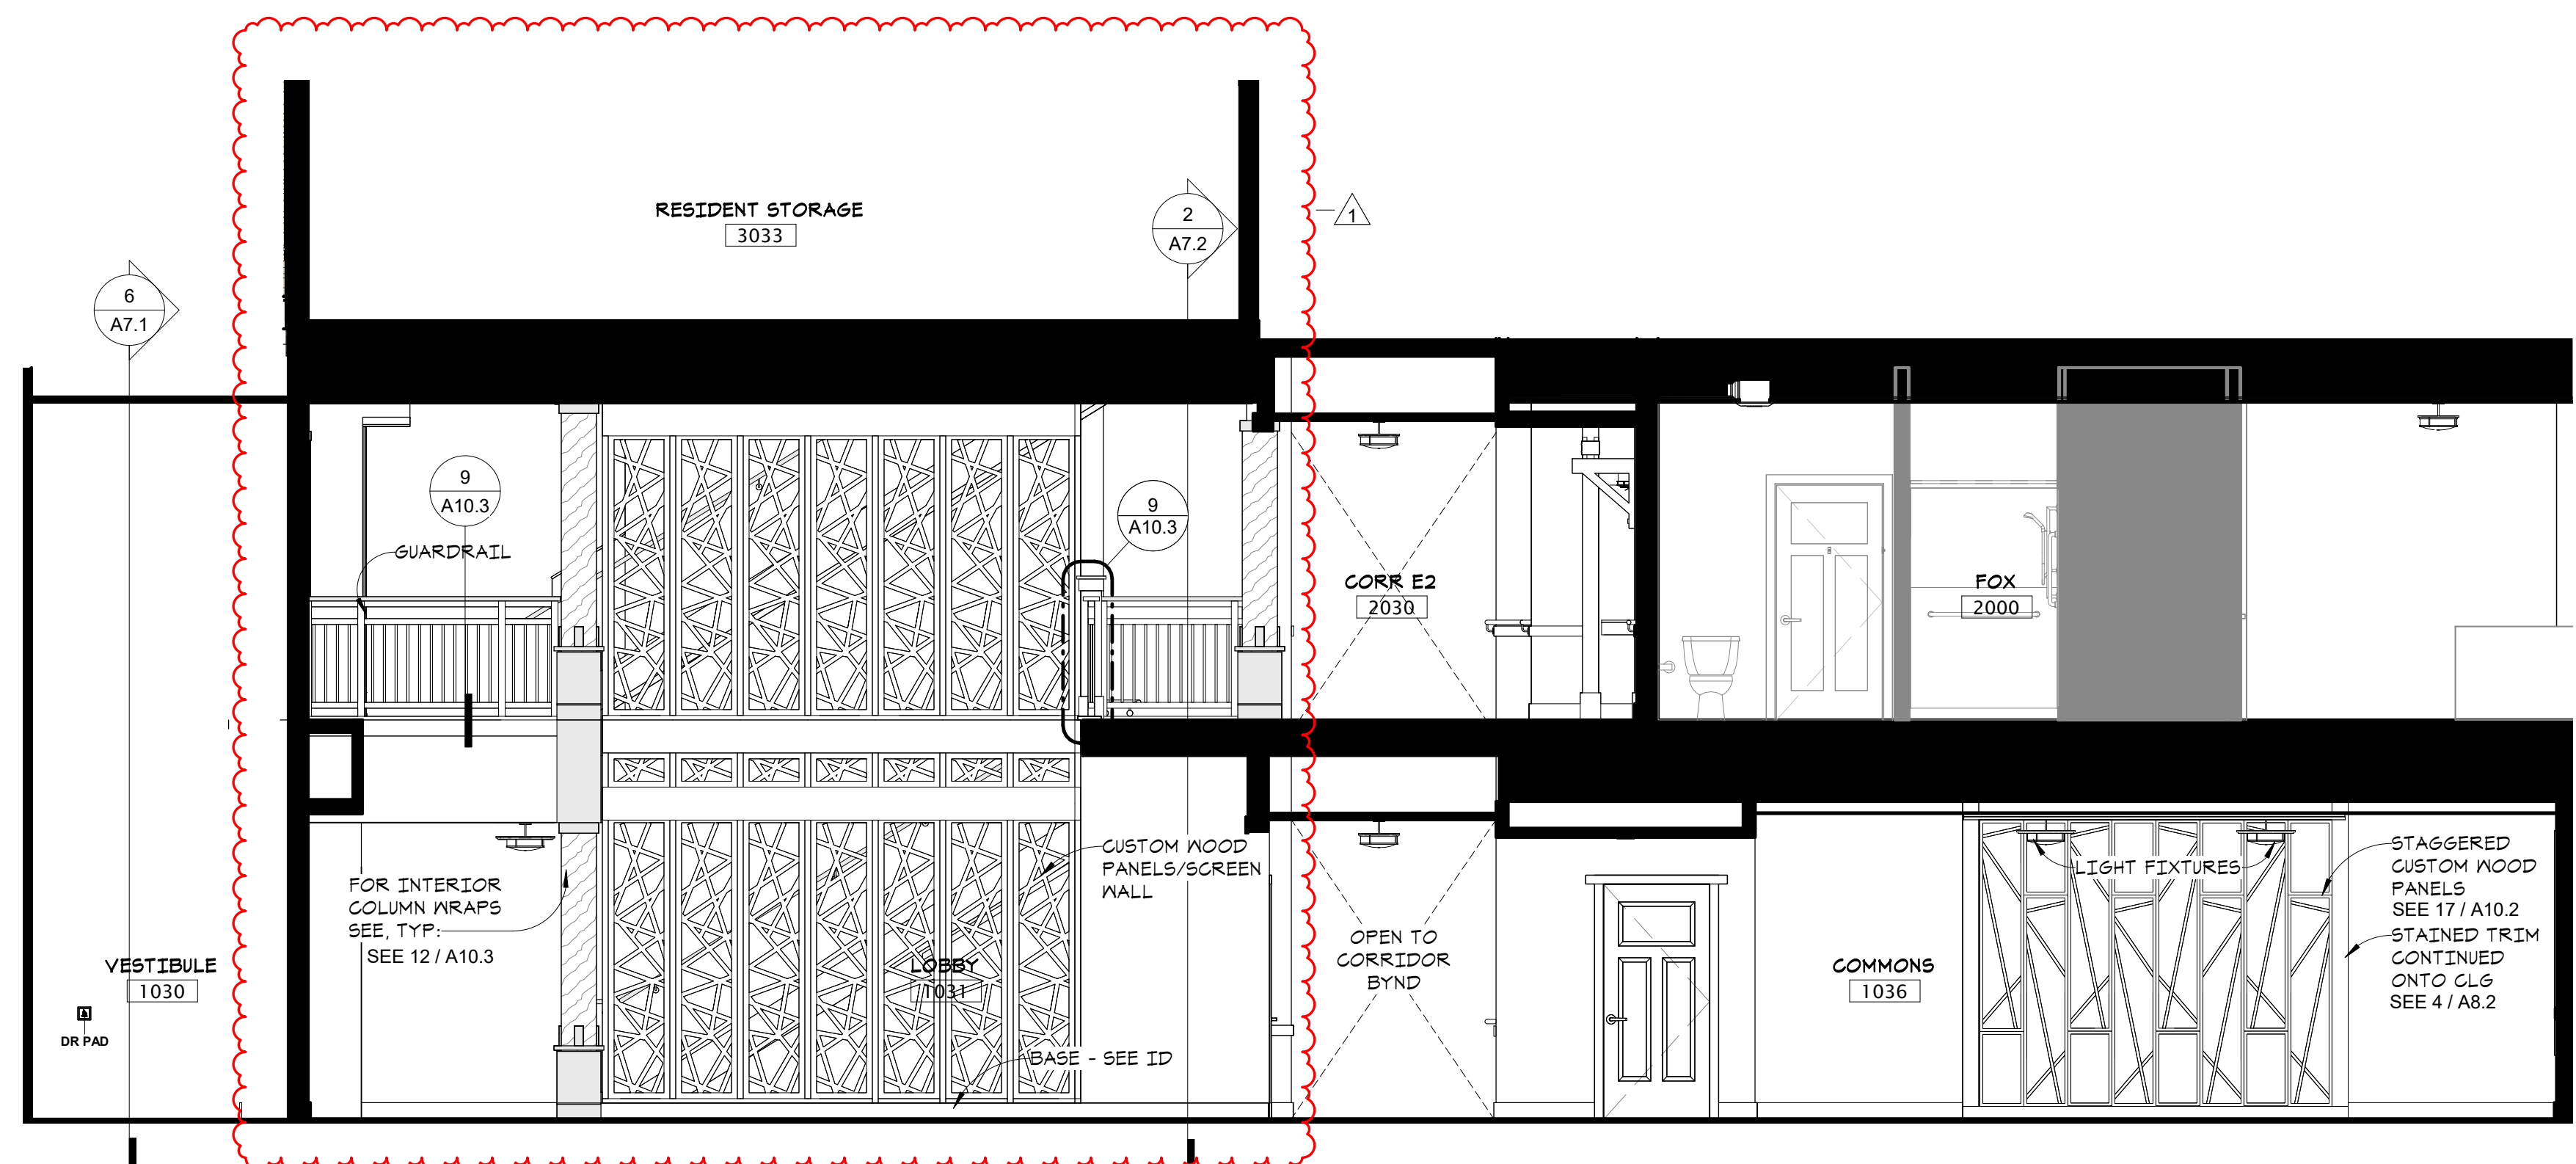 RESIDENT STORAGE
3033
2
A7.2
1
6
A7.1
9
A10.3
GUARDRAIL
9
A10.3
CORR E2
2030
FOX
2000
FOR INTERIOR
COLUMN WRAPS
SEE, TYP:
SEE 12 / A10.3
CUSTOM WOOD
PANELS/SCREEN
WALL
LIGHT FIXTURES
STAGGERED
CUSTOM WOOD
PANELS
SEE 17 / A10.2
STAINED TRIM
CONTINUED
ONTO CLG
SEE 4 / A8.2
OPEN TO
CORRIDOR
BYND
VESTIBULE
1030
LOBBY
1031
COMMONS
1036
DR PAD
BASE - SEE ID